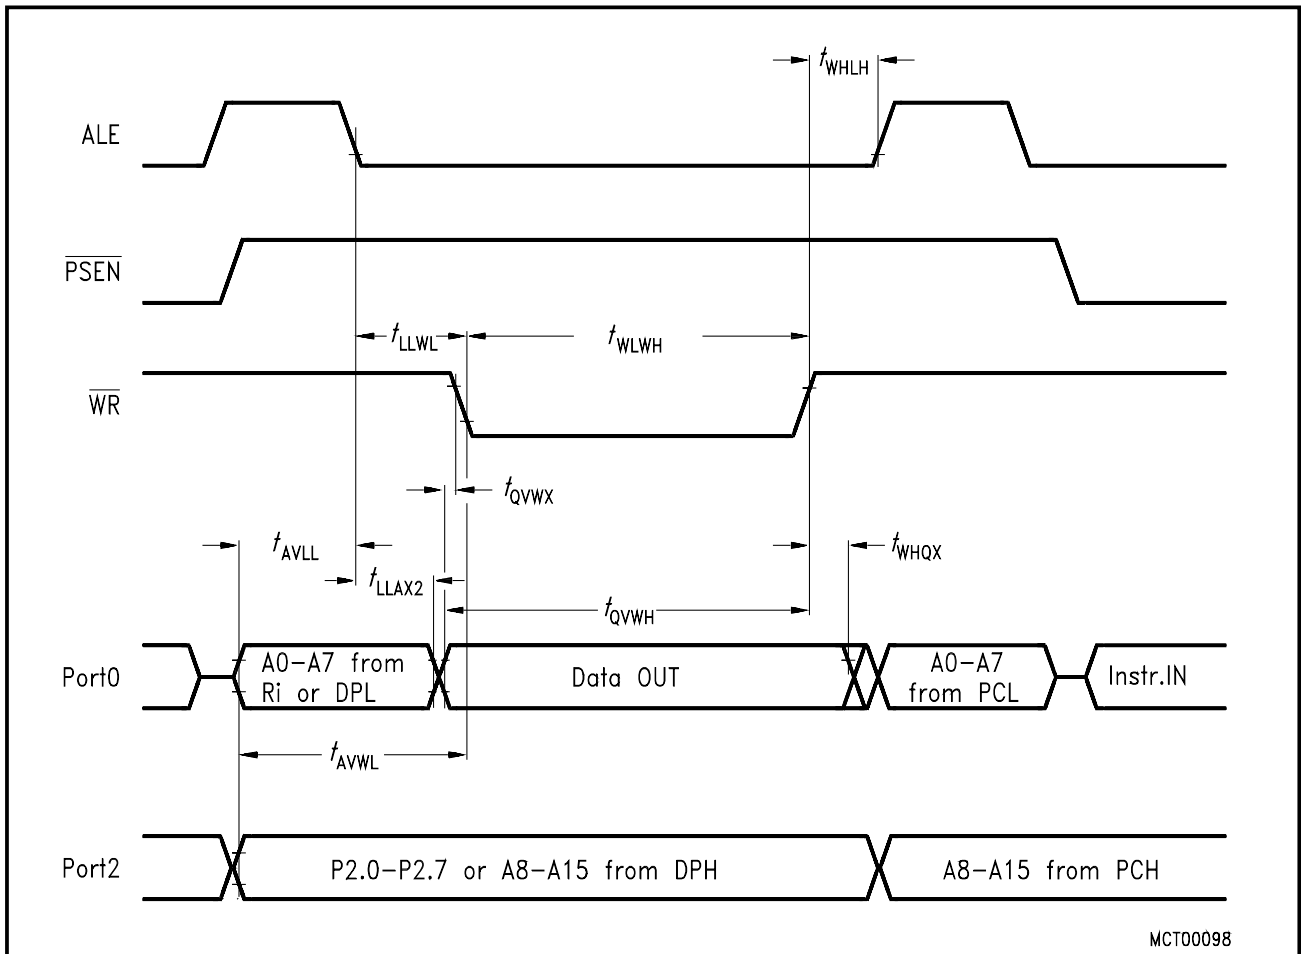 tWHLH
ALE
PSEN
tLLWL
tWLWH
WR
tQVWX
tAVLL
tWHQX
tLLAX2
tQVWH
Port0
A0-A7 from
Ri or DPL
Data OUT
A0-A7
from PCL
Instr.IN
tAVWL
Port2
P2.0-P2.7 or A8-A15 from DPH
A8-A15 from PCH
MCT00098